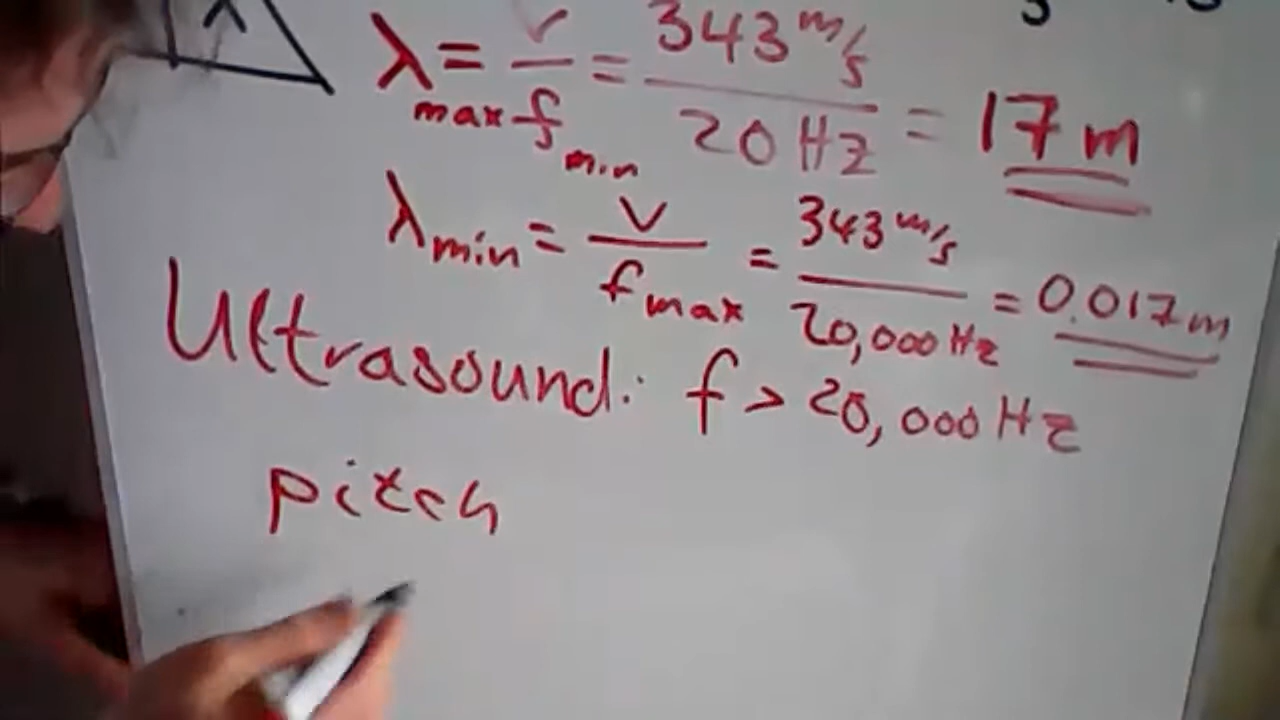 λ
λmax = v/fmin = 343 m/s / 20 Hz = 17 m
λmin = v/fmax = 343 m/s / 20,000 Hz = 0.017 m
Ultrasound: f > 20,000 Hz
pitch